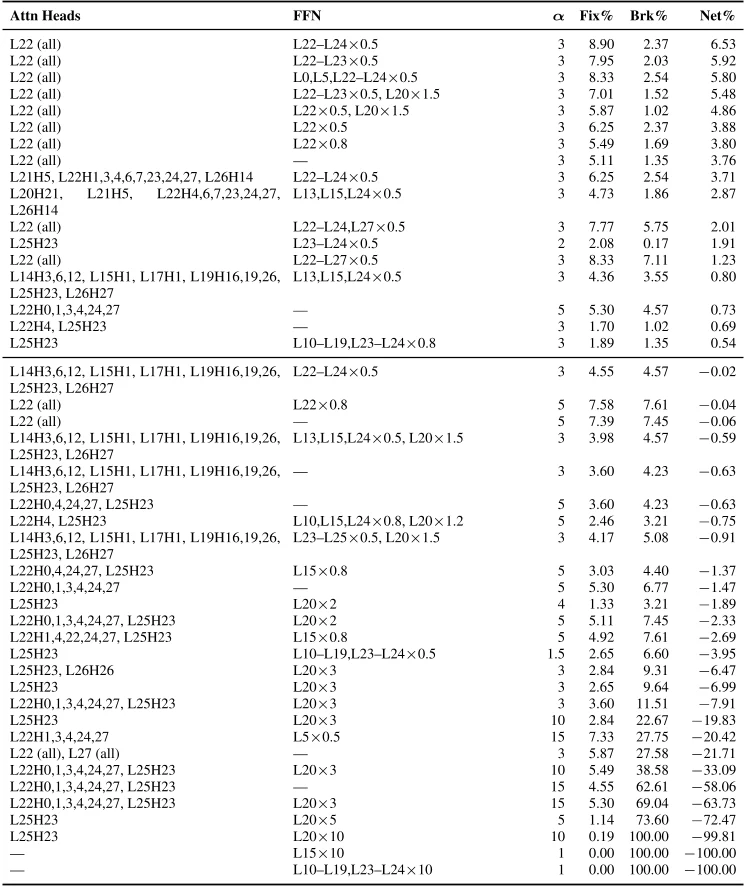 Attn Heads FFN α Fix% Brk% Net%
L22 (all) L22–L24×0.5 3 8.90 2.37 6.53
L22 (all) L22–L23×0.5 3 7.95 2.03 5.92
L22 (all) L0,L5,L22–L24×0.5 3 8.33 2.54 5.80
L22 (all) L22–L23×0.5, L20×1.5 3 7.01 1.52 5.48
L22 (all) L22×0.5, L20×1.5 3 5.87 1.02 4.86
L22 (all) L22×0.5 3 6.25 2.37 3.88
L22 (all) L22×0.8 3 5.49 1.69 3.80
L22 (all) — 3 5.11 1.35 3.76
L21H5, L22H1,3,4,6,7,23,24,27, L26H14 L22–L24×0.5 3 6.25 2.54 3.71
L20H21, L21H5, L22H4,6,7,23,24,27, L13,L15,L24×0.5 3 4.73 1.86 2.87
L26H14
L22 (all) L22–L24,L27×0.5 3 7.77 5.75 2.01
L25H23 L23–L24×0.5 2 2.08 0.17 1.91
L22 (all) L22–L27×0.5 3 8.33 7.11 1.23
L14H3,6,12, L15H1, L17H1, L19H16,19,26, L13,L15,L24×0.5 3 4.36 3.55 0.80
L25H23, L26H27
L22H0,1,3,4,24,27 — 5 5.30 4.57 0.73
L22H4, L25H23 — 3 1.70 1.02 0.69
L25H23 L10–L19,L23–L24×0.8 3 1.89 1.35 0.54
L14H3,6,12, L15H1, L17H1, L19H16,19,26, L22–L24×0.5 3 4.55 4.57 −0.02
L25H23, L26H27
L22 (all) L22×0.8 5 7.58 7.61 −0.04
L22 (all) — 5 7.39 7.45 −0.06
L14H3,6,12, L15H1, L17H1, L19H16,19,26, L13,L15,L24×0.5, L20×1.5 3 3.98 4.57 −0.59
L25H23, L26H27
L14H3,6,12, L15H1, L17H1, L19H16,19,26, — 3 3.60 4.23 −0.63
L25H23, L26H27
L22H0,4,24,27, L25H23 — 5 3.60 4.23 −0.63
L22H4, L25H23 L10,L15,L24×0.8, L20×1.2 5 2.46 3.21 −0.75
L14H3,6,12, L15H1, L17H1, L19H16,19,26, L23–L25×0.5, L20×1.5 3 4.17 5.08 −0.91
L25H23, L26H27
L22H0,4,24,27, L25H23 L15×0.8 5 3.03 4.40 −1.37
L22H0,1,3,4,24,27 — 5 5.30 6.77 −1.47
L25H23 L20×2 4 1.33 3.21 −1.89
L22H0,1,3,4,24,27, L25H23 L20×2 5 5.11 7.45 −2.33
L22H1,4,22,24,27, L25H23 L15×0.8 5 4.92 7.61 −2.69
L25H23 L10–L19,L23–L24×0.5 1.5 2.65 6.60 −3.95
L25H23, L26H26 L20×3 3 2.84 9.31 −6.47
L25H23 L20×3 3 2.65 9.64 −6.99
L22H0,1,3,4,24,27, L25H23 L20×3 3 3.60 11.51 −7.91
L25H23 L20×3 10 2.84 22.67 −19.83
L22H1,3,4,24,27 L5×0.5 15 7.33 27.75 −20.42
L22 (all), L27 (all) — 3 5.87 27.58 −21.71
L22H0,1,3,4,24,27, L25H23 L20×3 10 5.49 38.58 −33.09
L22H0,1,3,4,24,27, L25H23 — 15 4.55 62.61 −58.06
L22H0,1,3,4,24,27, L25H23 L20×3 15 5.30 69.04 −63.73
L25H23 L20×5 5 1.14 73.60 −72.47
L25H23 L20×10 10 0.19 100.00 −99.81
— L15×10 1 0.00 100.00 −100.00
— L10–L19,L23–L24×10 1 0.00 100.00 −100.00